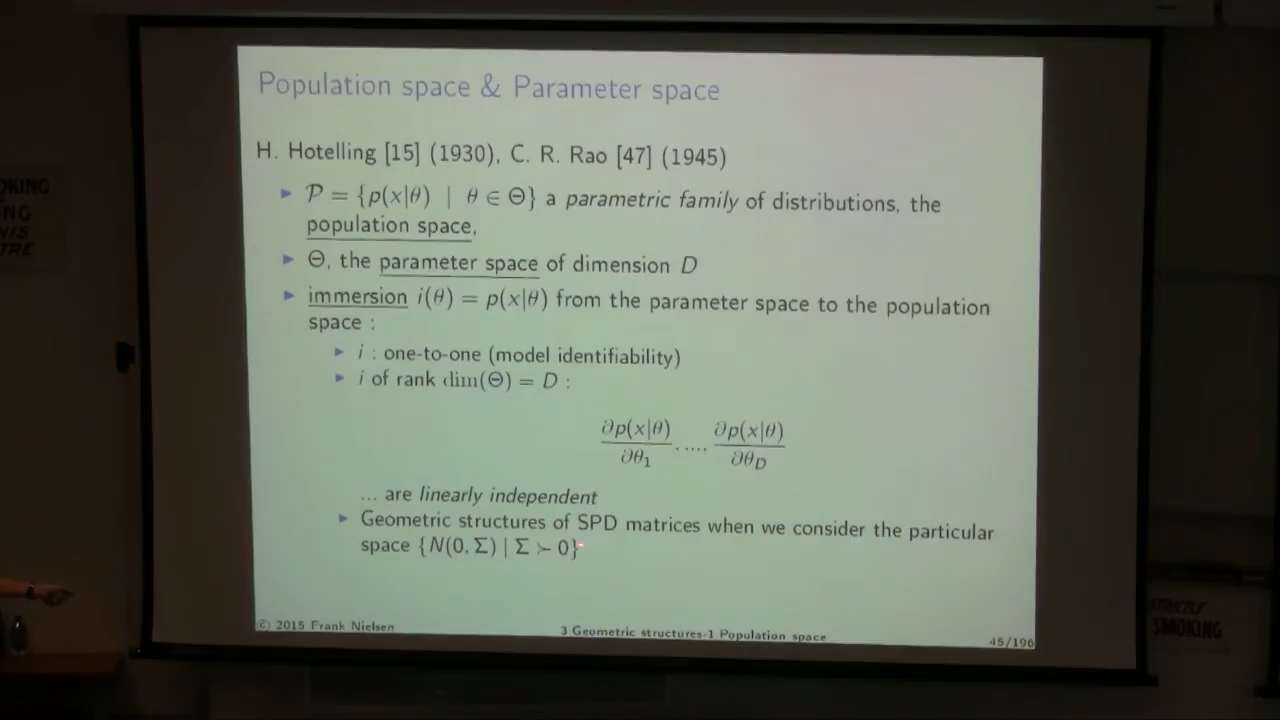 Population space & Parameter space
H. Hotelling [15] (1930), C. R. Rao [47] (1945)
▶ 𝒫 = {p(x|θ) | θ ∈ Θ} a parametric family of distributions, the
population space,
▶ Θ, the parameter space of dimension D
▶ immersion i(θ) = p(x|θ) from the parameter space to the population
space :
▶ i : one-to-one (model identifiability)
▶ i of rank dim(Θ) = D :
∂p(x|θ)/∂θ₁ , ..., ∂p(x|θ)/∂θ_D
... are linearly independent
▶ Geometric structures of SPD matrices when we consider the particular
space {N(0, Σ) | Σ ≻ 0}
© 2015 Frank Nielsen
3 Geometric structures-1 Population space
45/196
OKING
STRICTLY
SMOKING